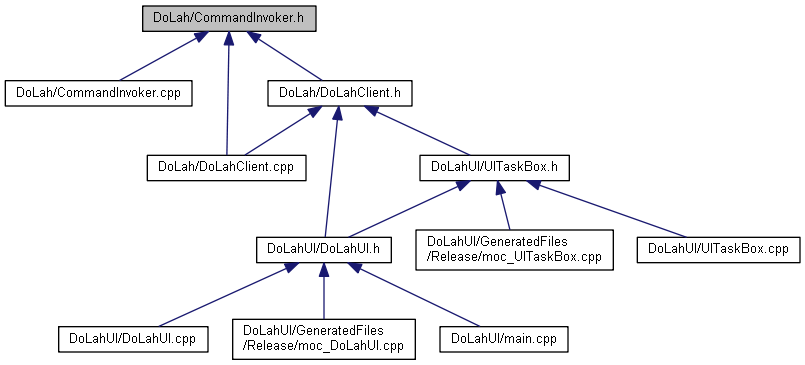 DoLah/CommandInvoker.h
DoLah/CommandInvoker.cpp
DoLah/DoLahClient.h
DoLah/DoLahClient.cpp
DoLahUI/UITaskBox.h
DoLahUI/DoLahUI.h
DoLahUI/GeneratedFiles
/Release/moc_UITaskBox.cpp
DoLahUI/UITaskBox.cpp
DoLahUI/DoLahUI.cpp
DoLahUI/GeneratedFiles
/Release/moc_DoLahUI.cpp
DoLahUI/main.cpp